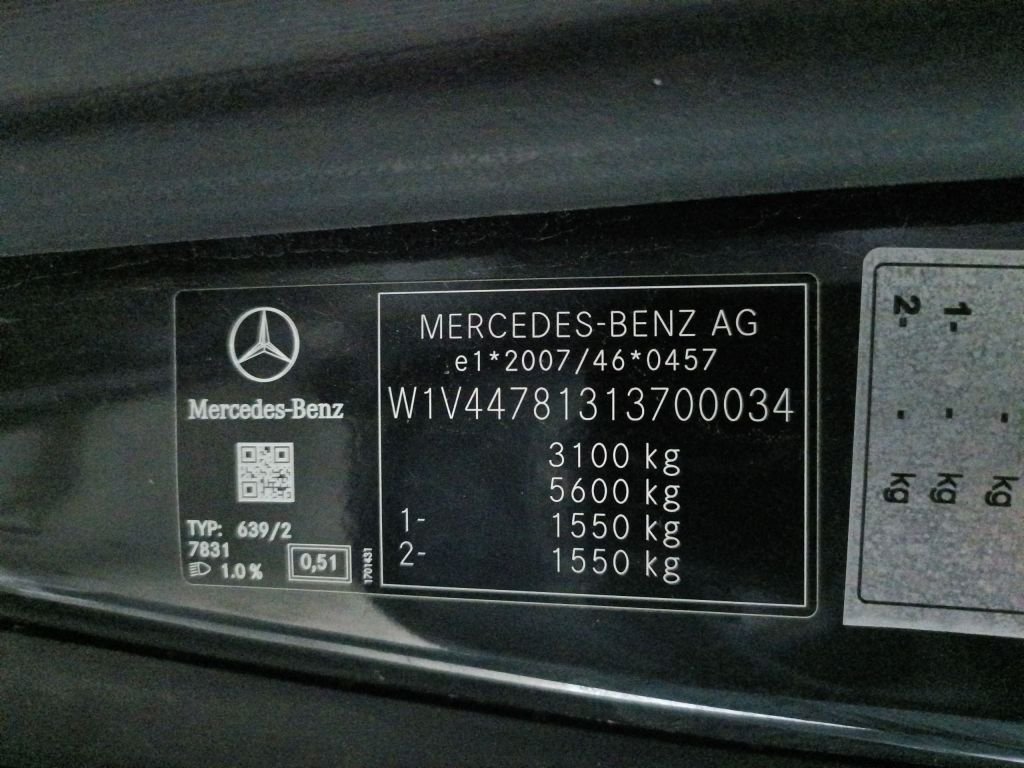 Mercedes-Benz
TYP: 639/2
7831
1.0 %
0,51
1701431
MERCEDES-BENZ AG
e1*2007/46*0457
W1V44781313700034
3100 kg
5600 kg
1- 1550 kg
2- 1550 kg
- kg
1- - kg
2- - kg